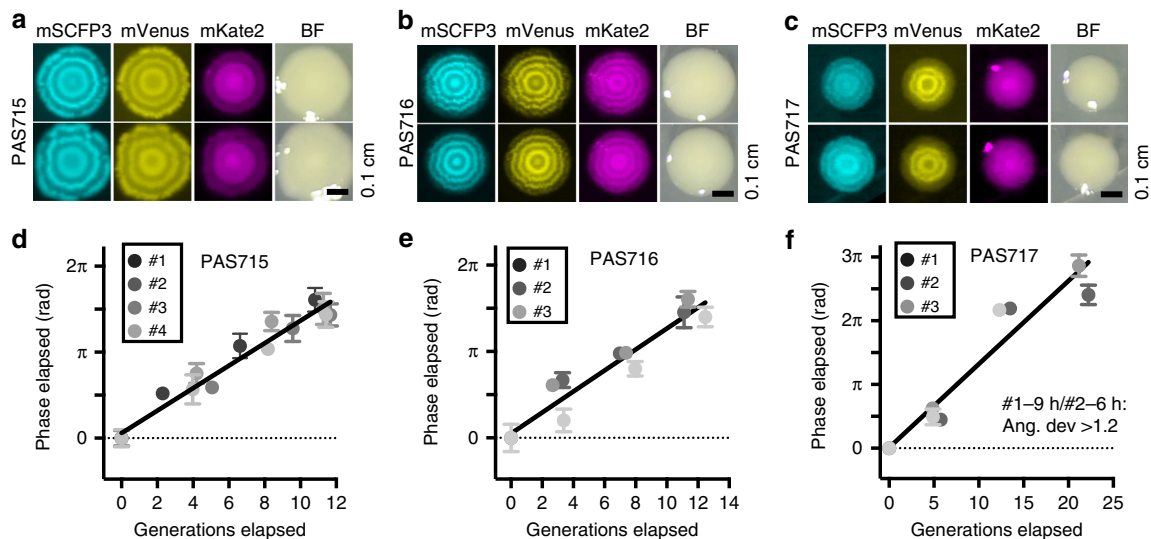 a
mSCFP3 mVenus mKate2 BF
PAS715
0.1 cm
b
mSCFP3 mVenus mKate2 BF
PAS716
0.1 cm
c
mSCFP3 mVenus mKate2 BF
PAS717
0.1 cm
d
PAS715
#1
#2
#3
#4
2π
π
0
Phase elapsed (rad)
0 2 4 6 8 10 12
Generations elapsed
e
PAS716
#1
#2
#3
2π
π
0
Phase elapsed (rad)
0 2 4 6 8 10 12 14
Generations elapsed
f
PAS717
#1
#2
#3
3π
2π
π
0
Phase elapsed (rad)
#1–9 h/#2–6 h:
Ang. dev >1.2
0 5 10 15 20 25
Generations elapsed